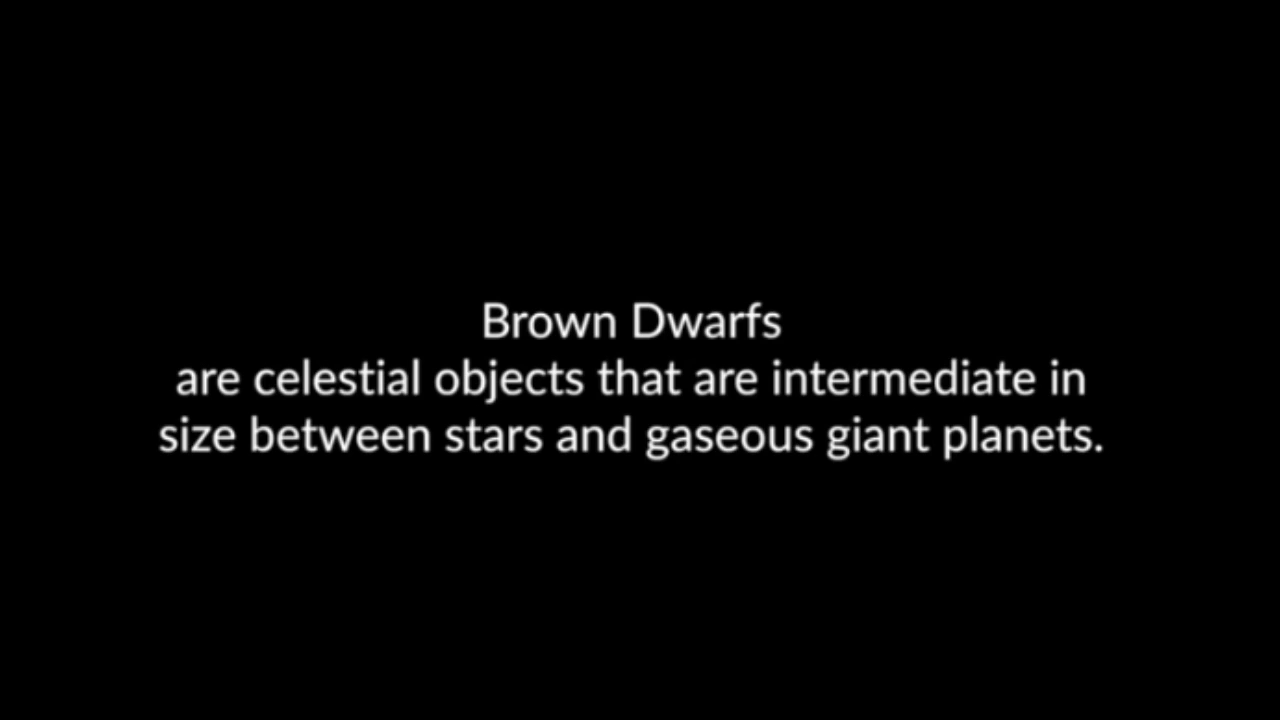 Brown Dwarfs
are celestial objects that are intermediate in
size between stars and gaseous giant planets.